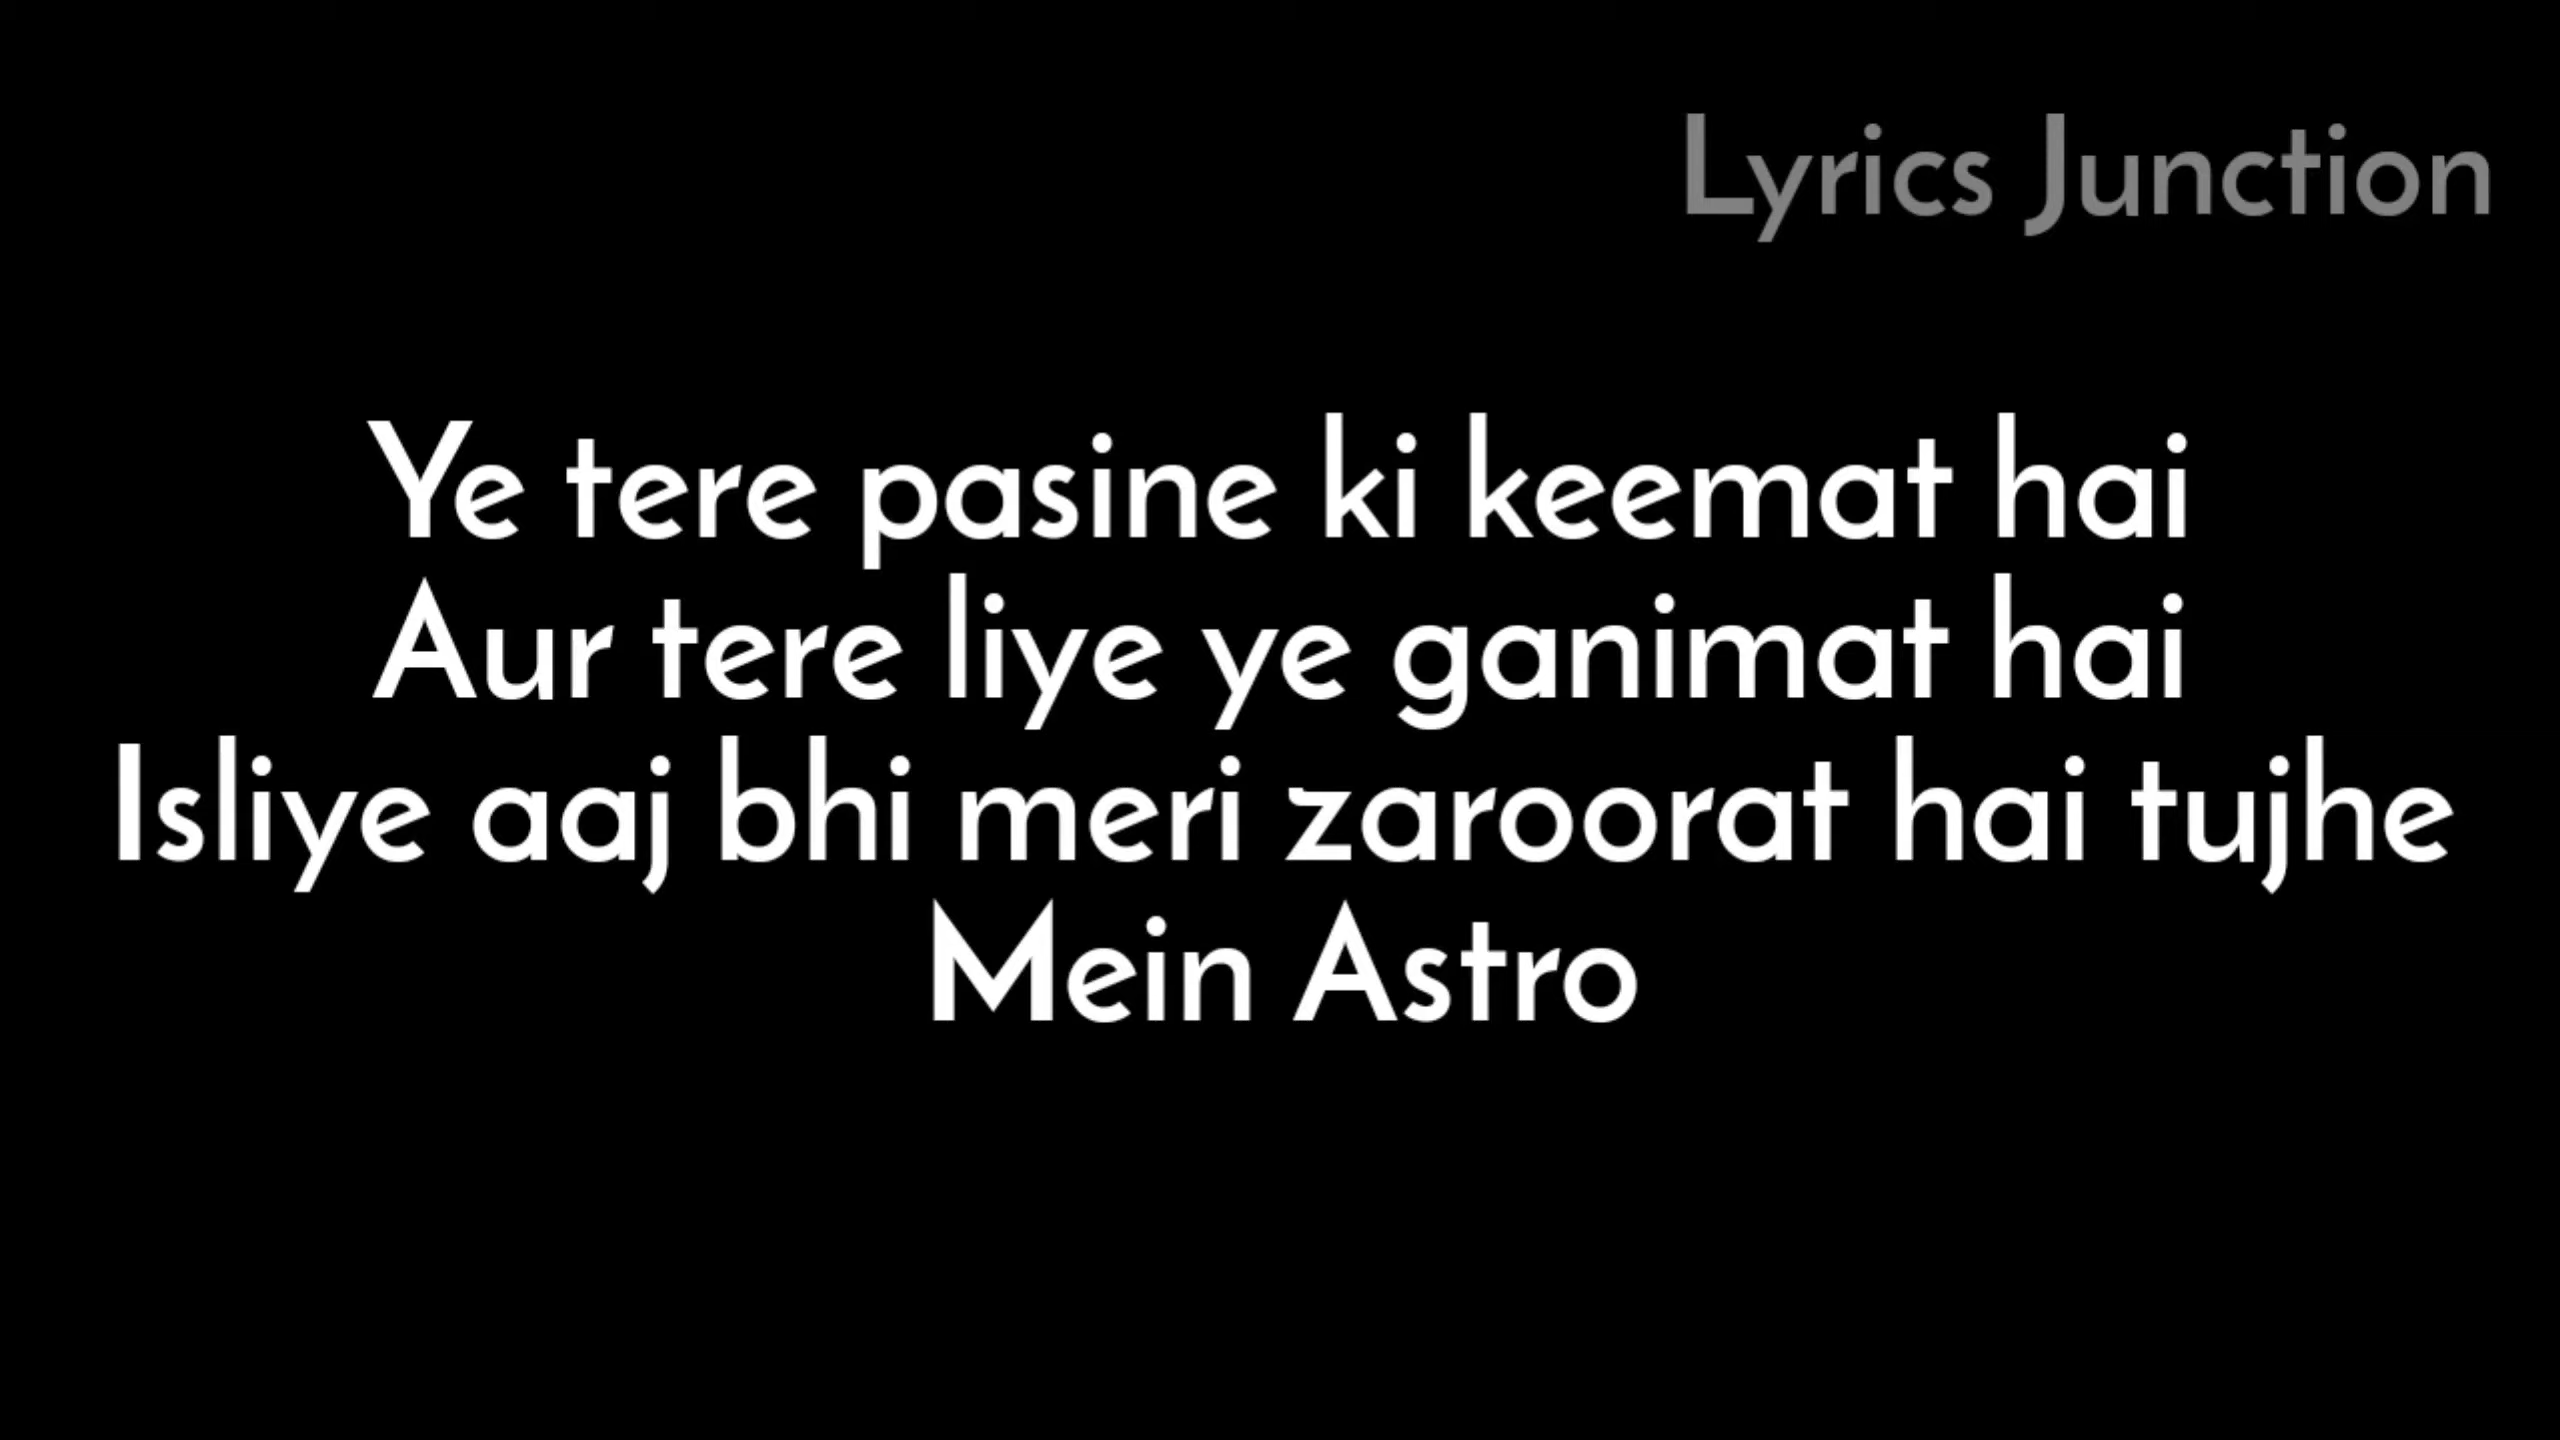 Lyrics Junction
Ye tere pasine ki keemat hai
Aur tere liye ye ganimat hai
Isliye aaj bhi meri zaroorat hai tujhe
Mein Astro